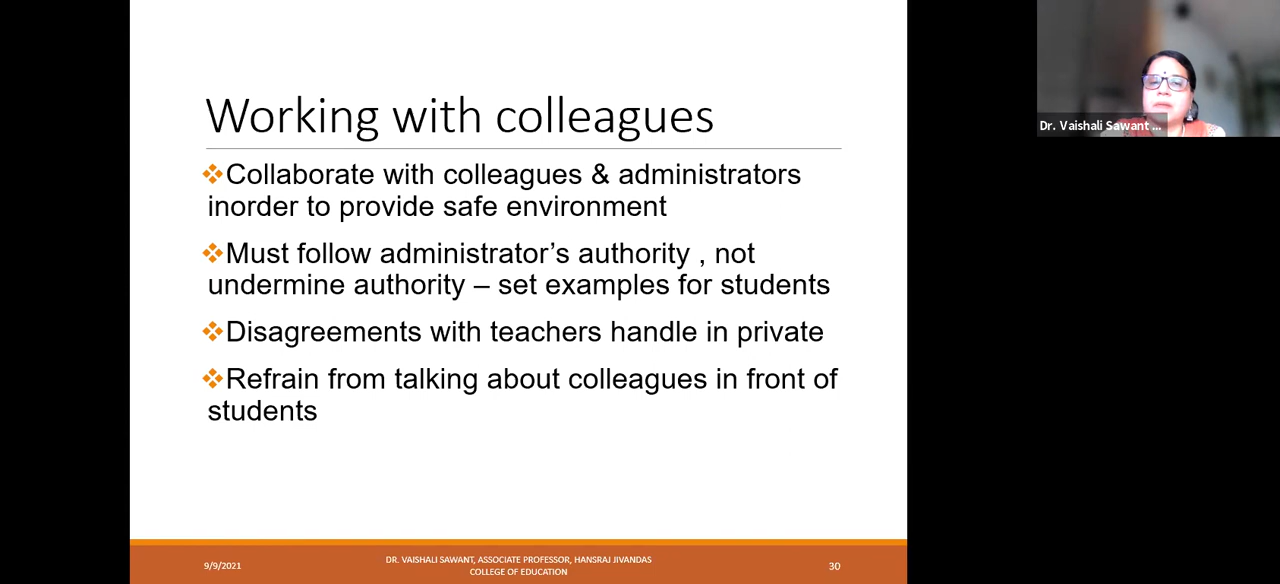 Working with colleagues
❖Collaborate with colleagues & administrators
inorder to provide safe environment
❖Must follow administrator’s authority , not
undermine authority – set examples for students
❖Disagreements with teachers handle in private
❖Refrain from talking about colleagues in front of
students
9/9/2021
DR. VAISHALI SAWANT, ASSOCIATE PROFESSOR, HANSRAJ JIVANDAS
COLLEGE OF EDUCATION
30
Dr. Vaishali Sawant ...